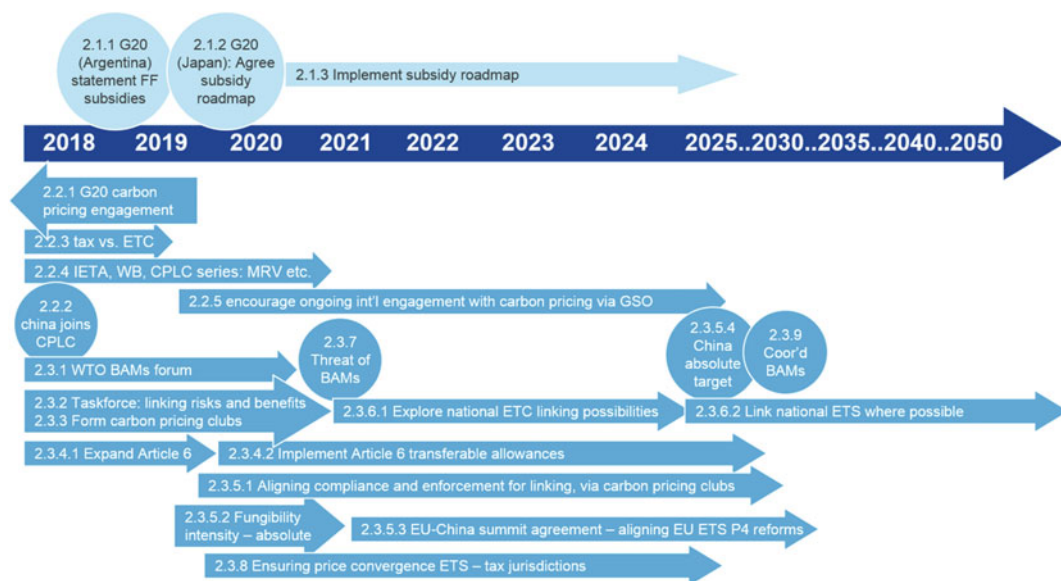 2.1.1 G20
(Argentina)
statement FF
subsidies
2.1.2 G20
(Japan): Agree
subsidy
roadmap
2.1.3 Implement subsidy roadmap
2018 2019 2020 2021 2022 2023 2024 2025..2030..2035..2040..2050
2.2.1 G20 carbon
pricing engagement
2.2.3 tax vs. ETC
2.2.4 IETA, WB, CPLC series: MRV etc.
2.2.5 encourage ongoing int'l engagement with carbon pricing via GSO
2.2.2
china joins
CPLC
2.3.7
Threat of
BAMs
2.3.5.4
China
absolute
target
2.3.9
Coor'd
BAMs
2.3.1 WTO BAMs forum
2.3.2 Taskforce: linking risks and benefits
2.3.3 Form carbon pricing clubs
2.3.6.1 Explore national ETC linking possibilities
2.3.6.2 Link national ETS where possible
2.3.4.1 Expand Article 6
2.3.4.2 Implement Article 6 transferable allowances
2.3.5.1 Aligning compliance and enforcement for linking, via carbon pricing clubs
2.3.5.2 Fungibility
intensity – absolute
2.3.5.3 EU-China summit agreement – aligning EU ETS P4 reforms
2.3.8 Ensuring price convergence ETS – tax jurisdictions